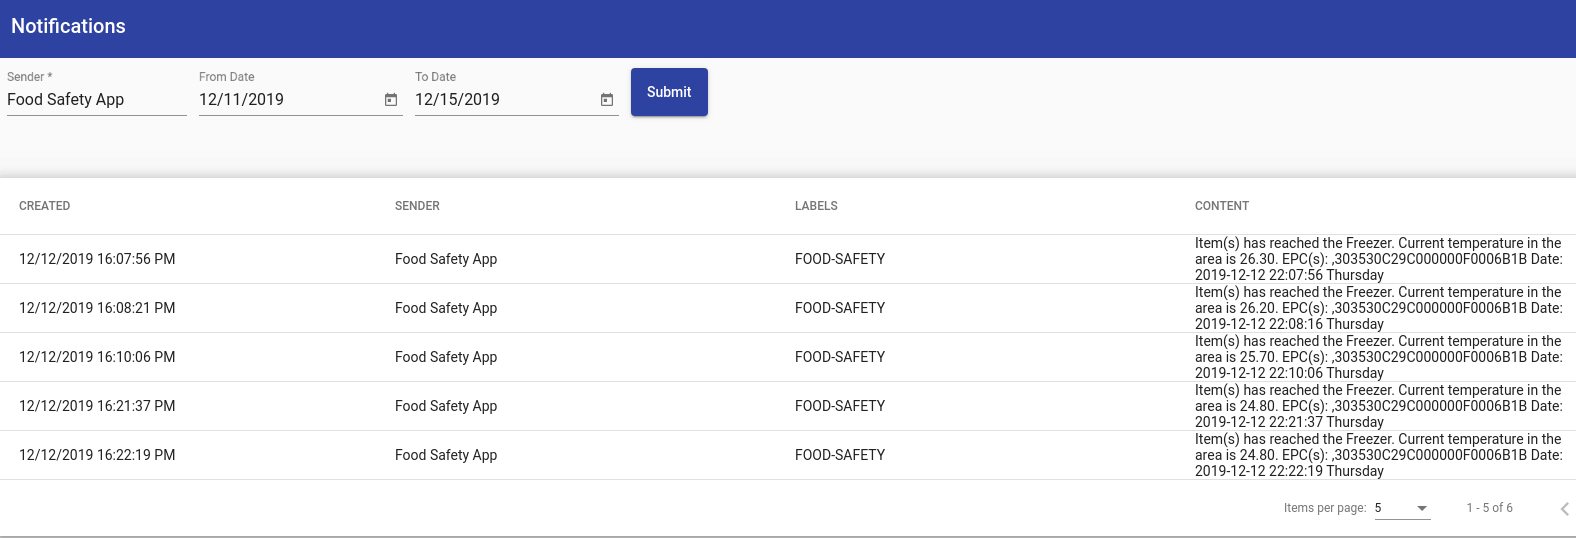 Notifications
Sender * From Date To Date
Food Safety App 12/11/2019 12/15/2019 Submit
CREATED SENDER LABELS CONTENT
12/12/2019 16:07:56 PM Food Safety App FOOD-SAFETY Item(s) has reached the Freezer. Current temperature in the
area is 26.30. EPC(s): ,303530C29C000000F0006B1B Date:
2019-12-12 22:07:56 Thursday
12/12/2019 16:08:21 PM Food Safety App FOOD-SAFETY Item(s) has reached the Freezer. Current temperature in the
area is 26.20. EPC(s): ,303530C29C000000F0006B1B Date:
2019-12-12 22:08:16 Thursday
12/12/2019 16:10:06 PM Food Safety App FOOD-SAFETY Item(s) has reached the Freezer. Current temperature in the
area is 25.70. EPC(s): ,303530C29C000000F0006B1B Date:
2019-12-12 22:10:06 Thursday
12/12/2019 16:21:37 PM Food Safety App FOOD-SAFETY Item(s) has reached the Freezer. Current temperature in the
area is 24.80. EPC(s): ,303530C29C000000F0006B1B Date:
2019-12-12 22:21:37 Thursday
12/12/2019 16:22:19 PM Food Safety App FOOD-SAFETY Item(s) has reached the Freezer. Current temperature in the
area is 24.80. EPC(s): ,303530C29C000000F0006B1B Date:
2019-12-12 22:22:19 Thursday
Items per page: 5 1 - 5 of 6